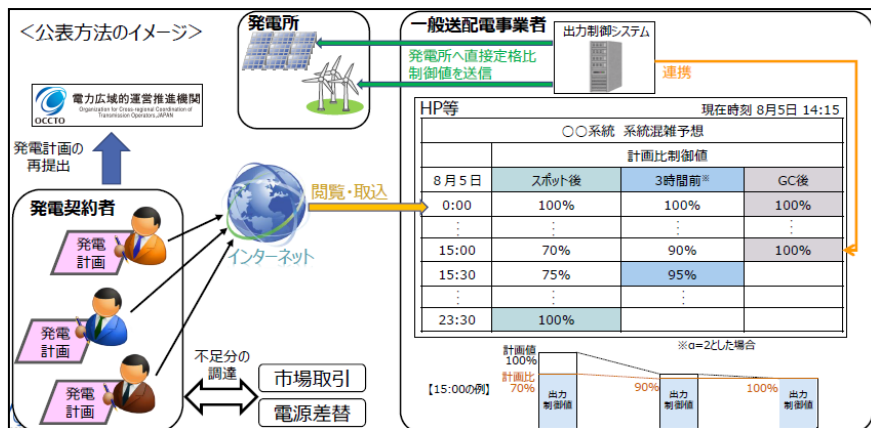 ＜公表方法のイメージ＞
発電所
一般送配電事業者
出力制御システム
発電所へ直接定格比
制御値を送信
連携
OCCTO
電力広域的運営推進機関
Organization for Cross-regional Coordination of
Transmission Operators,JAPAN
発電計画の
再提出
HP等
現在時刻 8月5日 14:15
〇〇系統 系統混雑予想
計画比制御値
8月5日 スポット後 3時間前※ GC後
0:00 100% 100% 100%
⋮ ⋮ ⋮
15:00 70% 90% 100%
15:30 75% 95%
⋮ ⋮
23:30 100%
※α=2とした場合
閲覧・取込
インターネット
発電契約者
発電
計画
発電
計画
発電
計画
不足分の
調達
市場取引
電源差替
【15:00の例】
計画値
100%
計画比
70%
90%
100%
出力
制御値
出力
制御値
出力
制御値